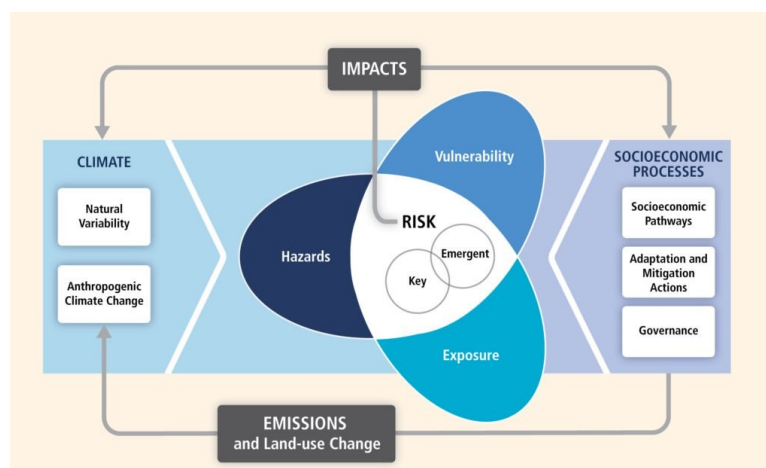 IMPACTS
CLIMATE
Natural
Variability
Anthropogenic
Climate Change
Vulnerability
Hazards
RISK
Emergent
Key
Exposure
SOCIOECONOMIC
PROCESSES
Socioeconomic
Pathways
Adaptation and
Mitigation
Actions
Governance
EMISSIONS
and Land-use Change